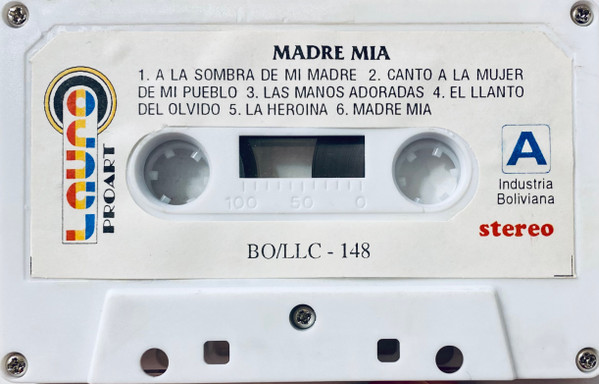 MADRE MIA
1. A LA SOMBRA DE MI MADRE 2. CANTO A LA MUJER
DE MI PUEBLO 3. LAS MANOS ADORADAS 4. EL LLANTO
DEL OLVIDO 5. LA HEROINA 6. MADRE MIA
Lauro
PROART
A
Industria
Boliviana
stereo
100 50 0
BO/LLC - 148